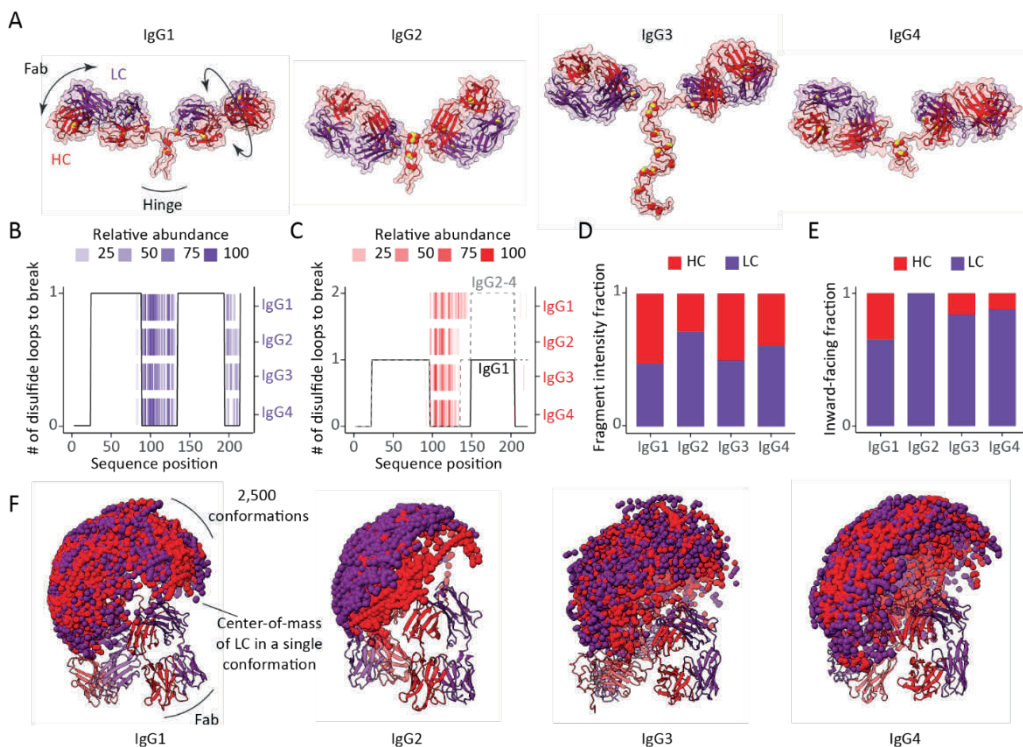 A
IgG1
IgG2
IgG3
IgG4
Fab
LC
HC
Hinge
B
Relative abundance
25 50 75 100
# of disulfide loops to break
1
0
IgG1
IgG2
IgG3
IgG4
0 50 100 150 200
Sequence position
C
Relative abundance
25 50 75 100
# of disulfide loops to break
2
1
0
IgG2-4
IgG1
IgG1
IgG2
IgG3
IgG4
0 50 100 150 200
Sequence position
D
HC LC
Fragment intensity fraction
1
0
IgG1 IgG2 IgG3 IgG4
E
HC LC
Inward-facing fraction
1
0
IgG1 IgG2 IgG3 IgG4
F
2,500
conformations
Center-of-mass
of LC in a single
conformation
Fab
IgG1
IgG2
IgG3
IgG4